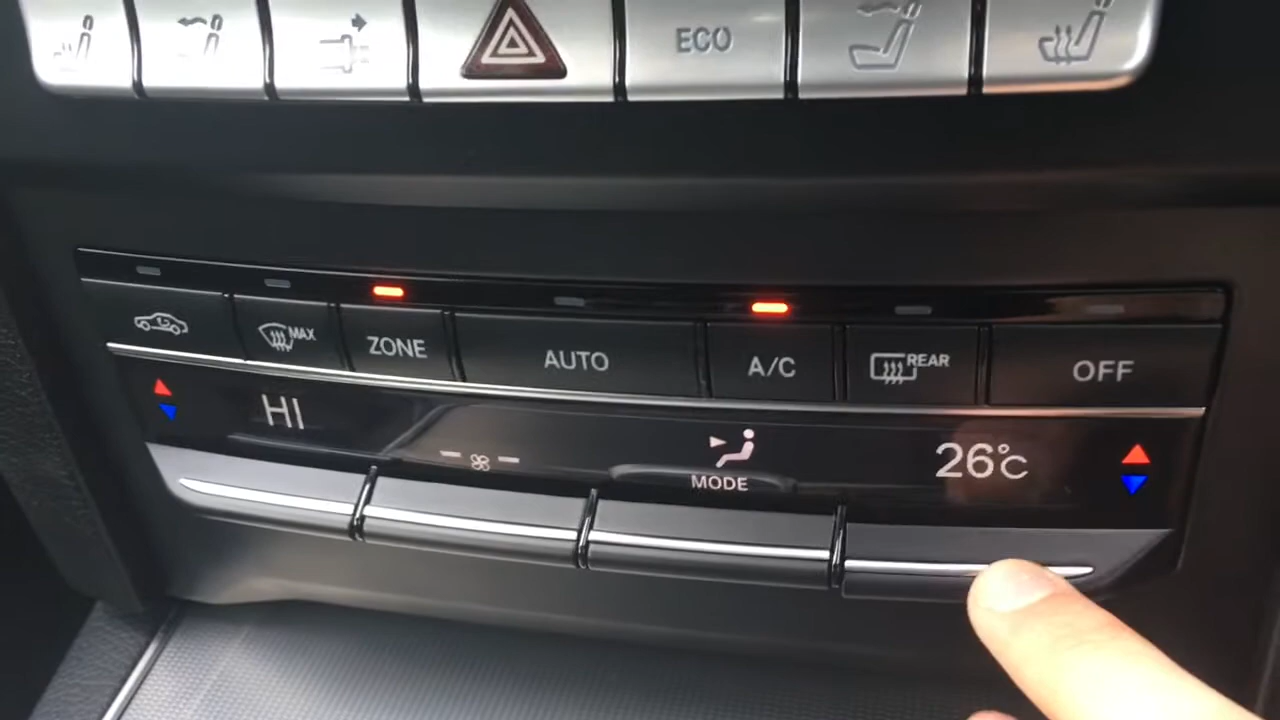 ECO
MAX
ZONE
AUTO
A/C
REAR
OFF
HI
MODE
26°C